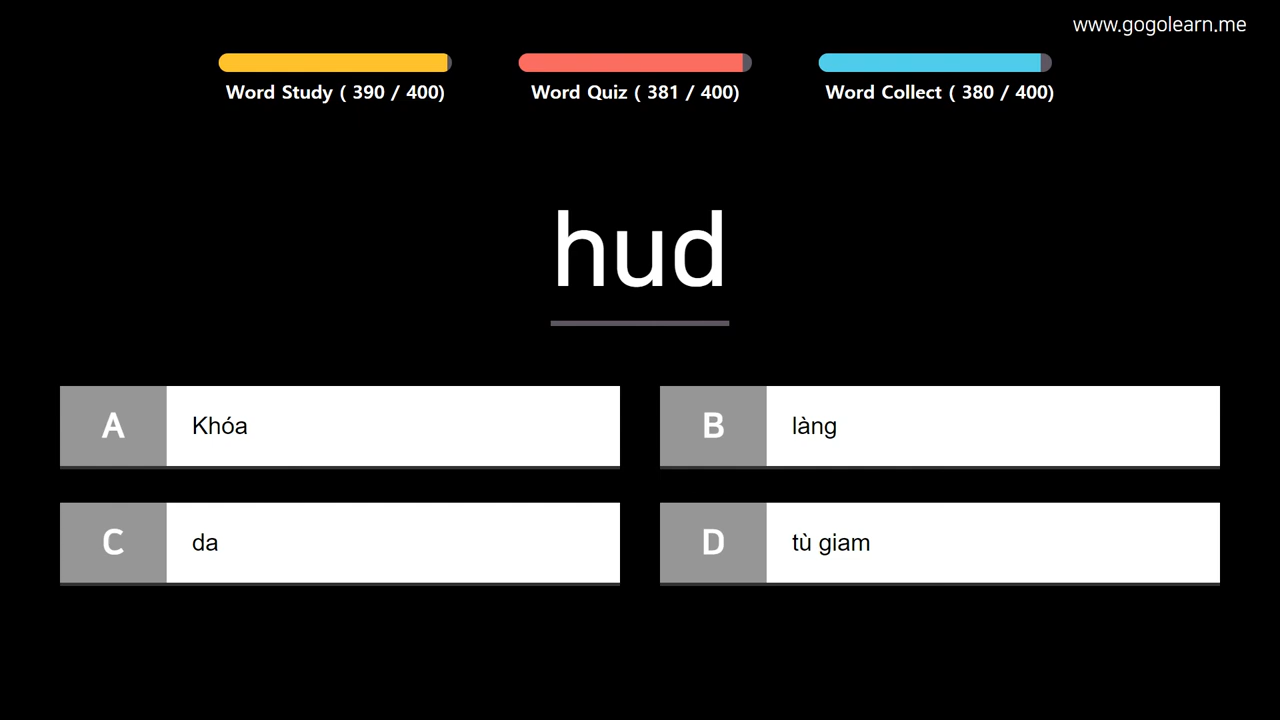 www.gogolearn.me
Word Study ( 390 / 400)
Word Quiz ( 381 / 400)
Word Collect ( 380 / 400)
hud
A Khóa
B làng
C da
D tù giam